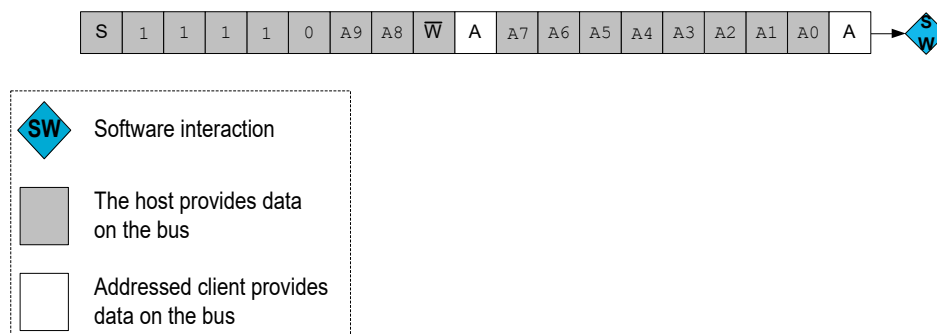 S 1 1 1 1 0 A9 A8 W̅ A A7 A6 A5 A4 A3 A2 A1 A0 A S W
SW Software interaction
The host provides data
on the bus
Addressed client provides
data on the bus